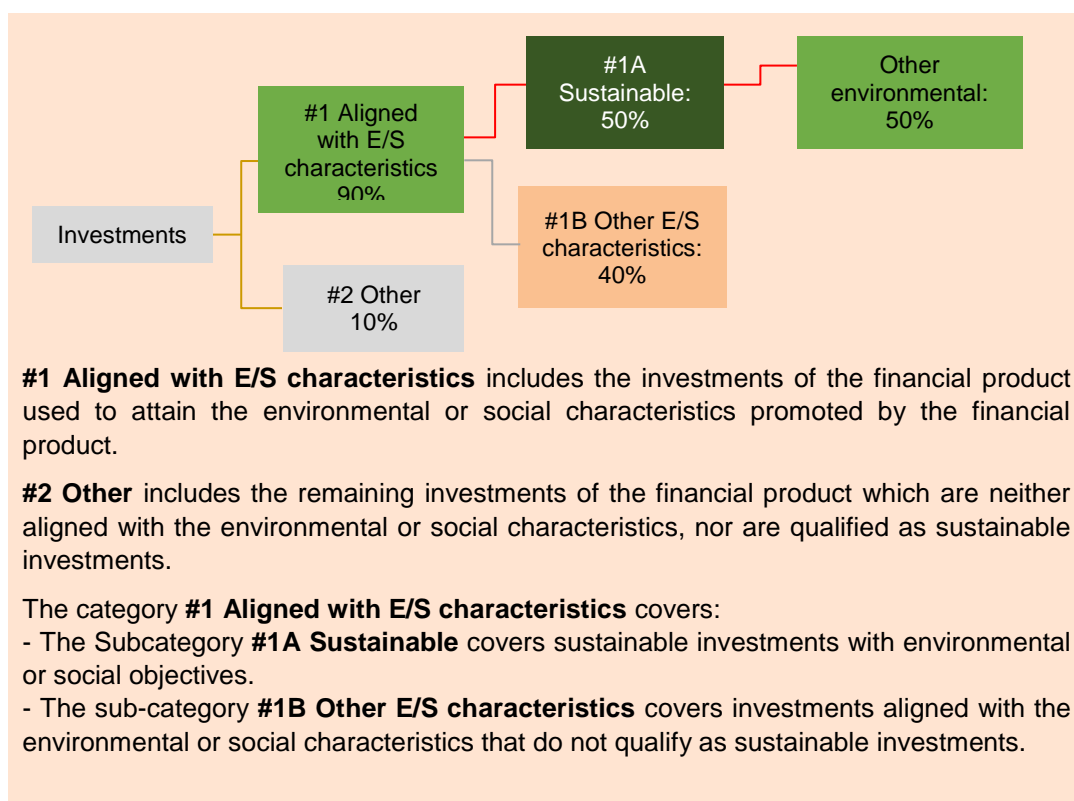 #1A
Sustainable:
50%
Other
environmental:
50%
#1 Aligned
with E/S
characteristics
90%
#1B Other E/S
characteristics:
40%
Investments
#2 Other
10%
#1 Aligned with E/S characteristics includes the investments of the financial product
used to attain the environmental or social characteristics promoted by the financial
product.
#2 Other includes the remaining investments of the financial product which are neither
aligned with the environmental or social characteristics, nor are qualified as sustainable
investments.
The category #1 Aligned with E/S characteristics covers:
- The Subcategory #1A Sustainable covers sustainable investments with environmental
or social objectives.
- The sub-category #1B Other E/S characteristics covers investments aligned with the
environmental or social characteristics that do not qualify as sustainable investments.